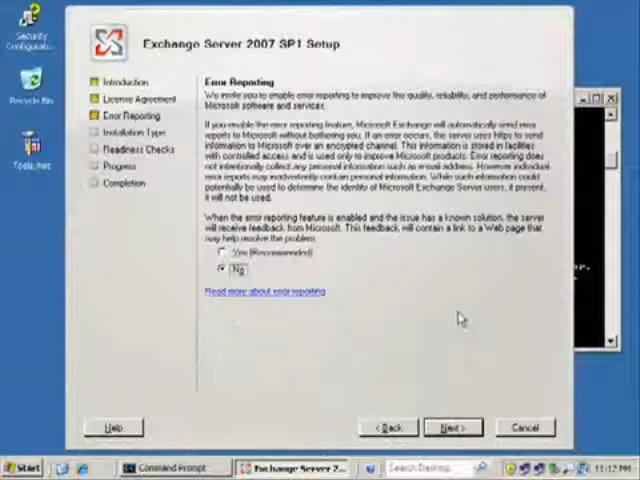 Security
Configurati...
Recycle Bin
Exchange Server 2007 SP1 Setup
Introduction
License Agreement
Error Reporting
Installation Type
Readiness Checks
Progress
Completion
Error Reporting
We invite you to enable error reporting to improve the quality, reliability, and performance of
Microsoft software and services.
If you enable the error reporting feature, Microsoft Exchange will automatically send error
reports to Microsoft without bothering you. If an error occurs, the server uses https to send
information to Microsoft over an encrypted channel. This information is stored in facilities
with controlled access and is used only to improve Microsoft products. Error reporting does
not intentionally collect any personal information such as e-mail address. However individual
error reports may inadvertently contain personal information. While such information could
potentially be used to determine the identity of Microsoft Exchange Server users, if present,
it will not be used.
When the error reporting feature is enabled and the issue has a known solution, the server
will receive feedback from Microsoft. This feedback will contain a link to a Web page that
may help resolve the problem.
Yes (Recommended)
No
Read more about error reporting
Help
< Back
Next >
Cancel
Start
Command Prompt
Exchange Server 2...
Search Desktop